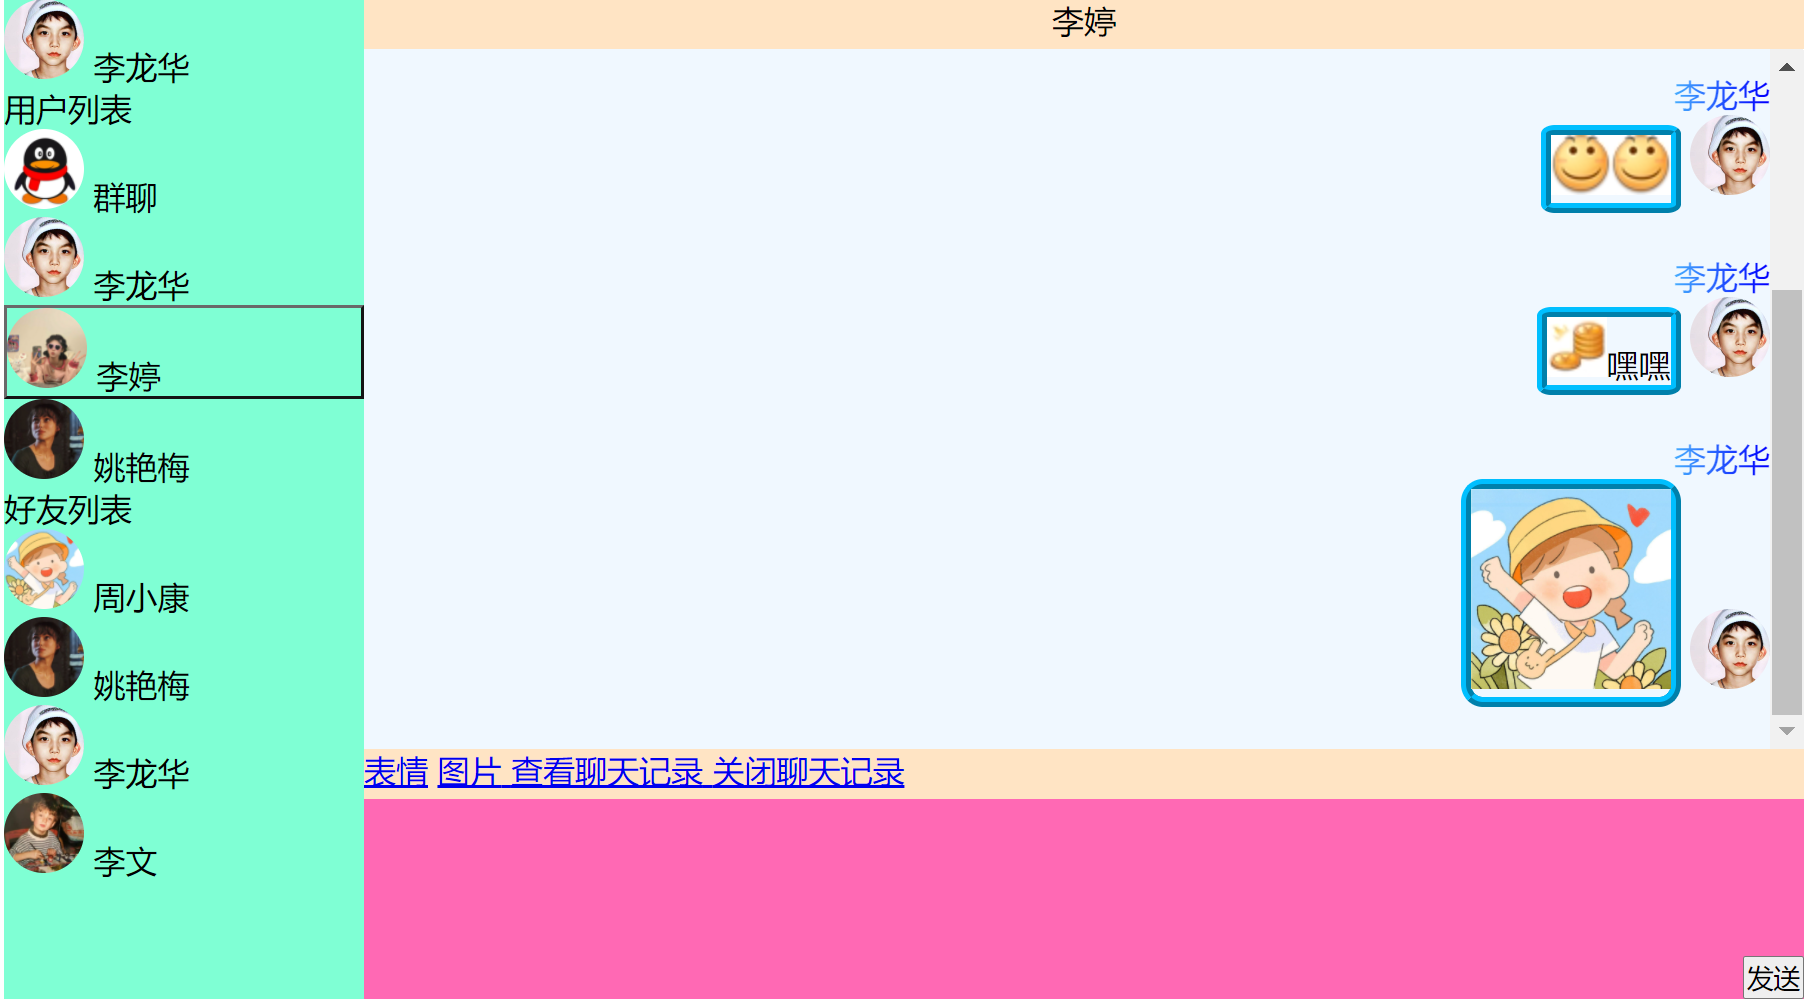 李龙华
用户列表
群聊
李龙华
李婷
姚艳梅
好友列表
周小康
姚艳梅
李龙华
李文
李婷
李龙华
李龙华
嘿嘿
李龙华
表情 图片 查看聊天记录 关闭聊天记录
发送